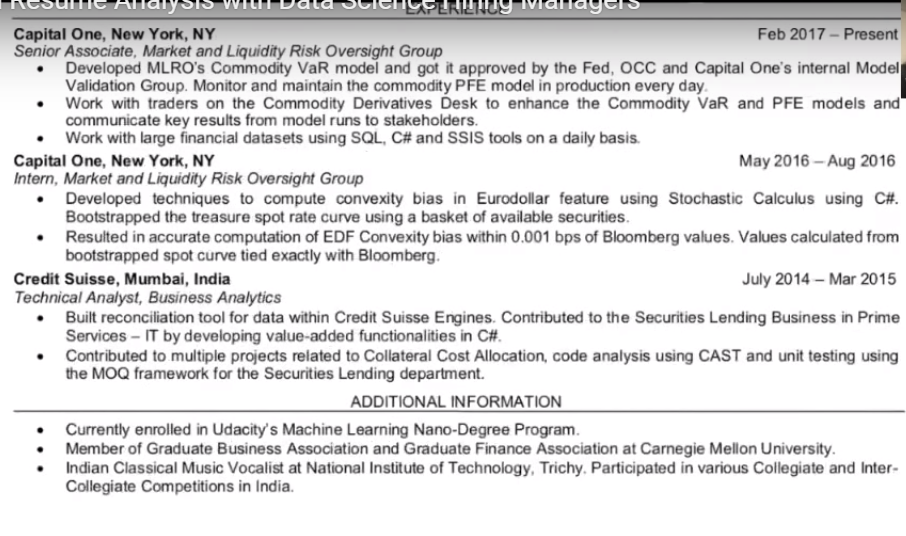 Resume Analysis with Data Science Hiring Managers
EXPERIENCE
Capital One, New York, NY Feb 2017 – Present
Senior Associate, Market and Liquidity Risk Oversight Group
• Developed MLRO's Commodity VaR model and got it approved by the Fed, OCC and Capital One's internal Model
Validation Group. Monitor and maintain the commodity PFE model in production every day.
• Work with traders on the Commodity Derivatives Desk to enhance the Commodity VaR and PFE models and
communicate key results from model runs to stakeholders.
• Work with large financial datasets using SQL, C# and SSIS tools on a daily basis.
Capital One, New York, NY May 2016 – Aug 2016
Intern, Market and Liquidity Risk Oversight Group
• Developed techniques to compute convexity bias in Eurodollar feature using Stochastic Calculus using C#.
Bootstrapped the treasury spot rate curve using a basket of available securities.
• Resulted in accurate computation of EDF Convexity bias within 0.001 bps of Bloomberg values. Values calculated from
bootstrapped spot curve tied exactly with Bloomberg.
Credit Suisse, Mumbai, India July 2014 – Mar 2015
Technical Analyst, Business Analytics
• Built reconciliation tool for data within Credit Suisse Engines. Contributed to the Securities Lending Business in Prime
Services – IT by developing value-added functionalities in C#.
• Contributed to multiple projects related to Collateral Cost Allocation, code analysis using CAST and unit testing using
the MOQ framework for the Securities Lending department.
ADDITIONAL INFORMATION
• Currently enrolled in Udacity's Machine Learning Nano-Degree Program.
• Member of Graduate Business Association and Graduate Finance Association at Carnegie Mellon University.
• Indian Classical Music Vocalist at National Institute of Technology, Trichy. Participated in various Collegiate and Inter-
Collegiate Competitions in India.